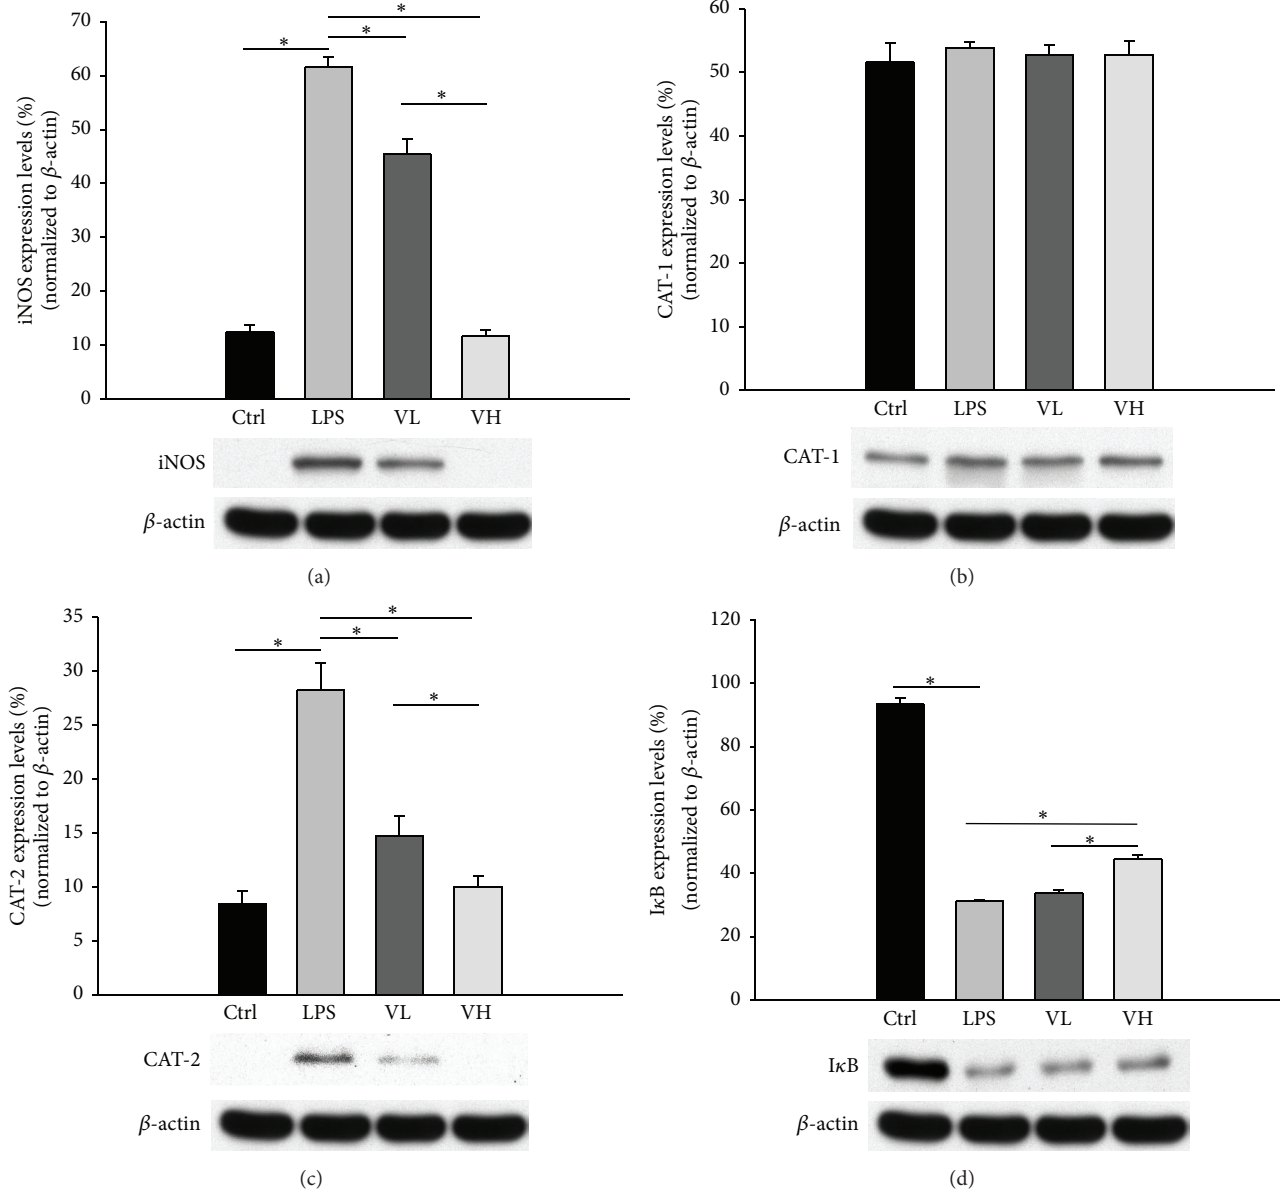 iNOS expression levels (%)
(normalized to β-actin)
70
60
50
40
30
20
10
0
*
*
*
*
Ctrl LPS VL VH
iNOS
β-actin
(a)
CAT-1 expression levels (%)
(normalized to β-actin)
60
50
40
30
20
10
0
Ctrl LPS VL VH
CAT-1
β-actin
(b)
CAT-2 expression levels (%)
(normalized to β-actin)
35
30
25
20
15
10
5
0
*
*
*
*
Ctrl LPS VL VH
CAT-2
β-actin
(c)
IκB expression levels (%)
(normalized to β-actin)
120
100
80
60
40
20
0
*
*
*
Ctrl LPS VL VH
IκB
β-actin
(d)